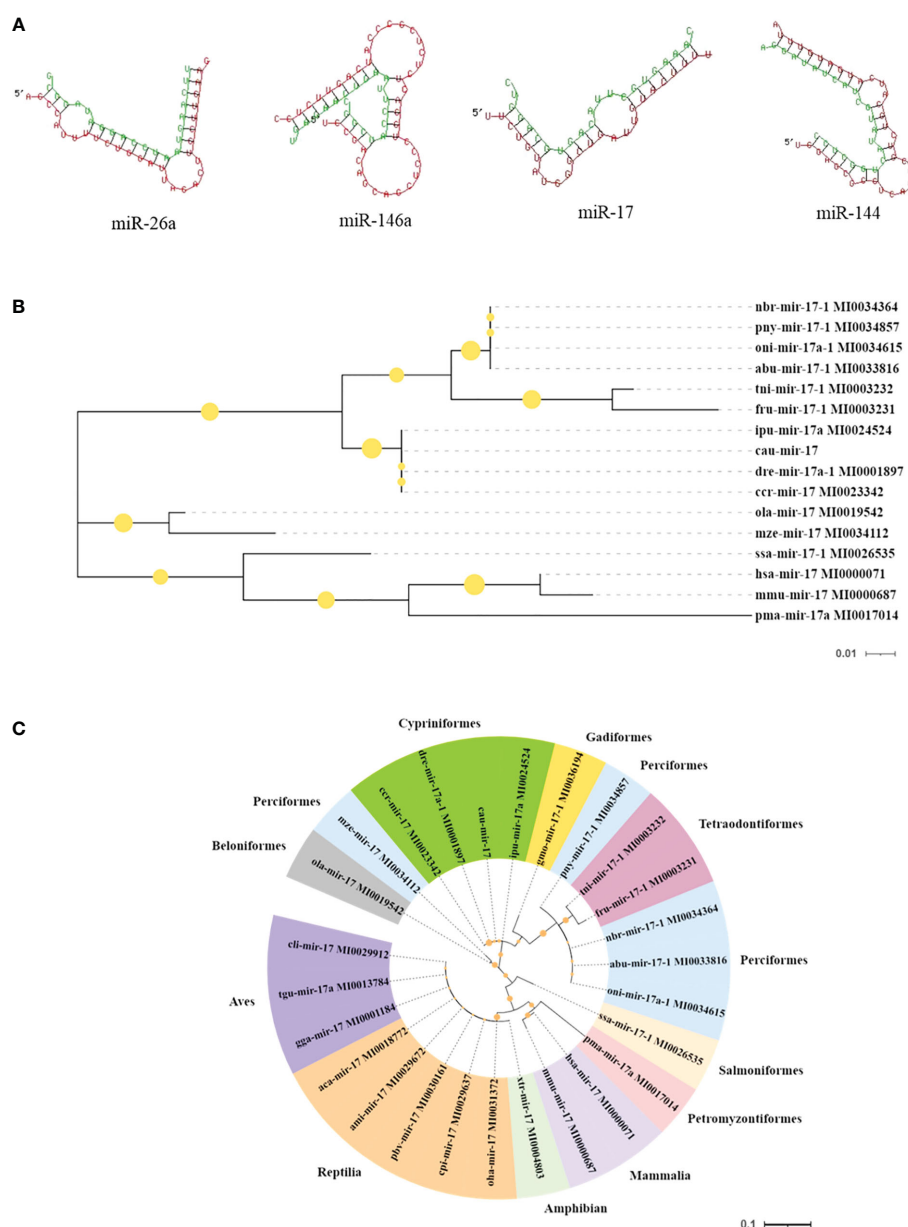 A
5'
5'
5'
miR-26a
miR-146a
miR-17
miR-144
B
nbr-mir-17-1 MI0034364
pny-mir-17-1 MI0034857
oni-mir-17a-1 MI0034615
abu-mir-17-1 MI0033816
tni-mir-17-1 MI0003232
fru-mir-17-1 MI0003231
ipu-mir-17a MI0024524
cau-mir-17
dre-mir-17a-1 MI0001897
ccr-mir-17 MI0023342
ola-mir-17 MI0019542
mze-mir-17 MI0034112
ssa-mir-17-1 MI0026535
hsa-mir-17 MI0000071
mmu-mir-17 MI0000687
pma-mir-17a MI0017014
0.01
C
Cypriniformes
Gadiformes
Perciformes
Tetraodontiformes
Perciformes
Salmoniformes
Petromyzontiformes
Mammalia
Amphibian
Reptilia
Aves
Beloniformes
Perciformes
ola-mir-17 MI0019542
mze-mir-17 MI0034112
ccr-mir-17 MI0023342
dre-mir-17a-1 MI0001897
cau-mir-17
ipu-mir-17a MI0024524
gmo-mir-17-1 MI0036194
pny-mir-17-1 MI0034857
tni-mir-17-1 MI0003232
fru-mir-17-1 MI0003231
nbr-mir-17-1 MI0034364
abu-mir-17-1 MI0033816
oni-mir-17a-1 MI0034615
ssa-mir-17-1 MI0026535
pma-mir-17a MI0017014
hsa-mir-17 MI0000071
mmu-mir-17 MI0000687
xtr-mir-17 MI0004803
oha-mir-17 MI0031372
cpi-mir-17 MI0029637
pbv-mir-17 MI0030161
ami-mir-17 MI0029672
aca-mir-17 MI0018772
gga-mir-17 MI0001184
tgu-mir-17a MI0013784
cli-mir-17 MI0029912
0.1